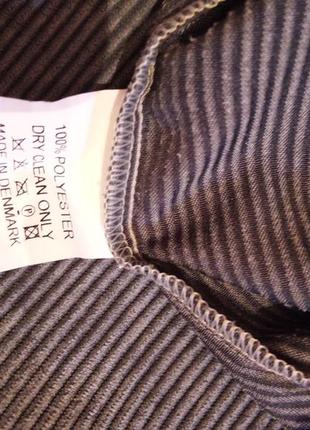 100% POLYESTER
DRY CLEAN ONLY
P
MADE IN DENMARK